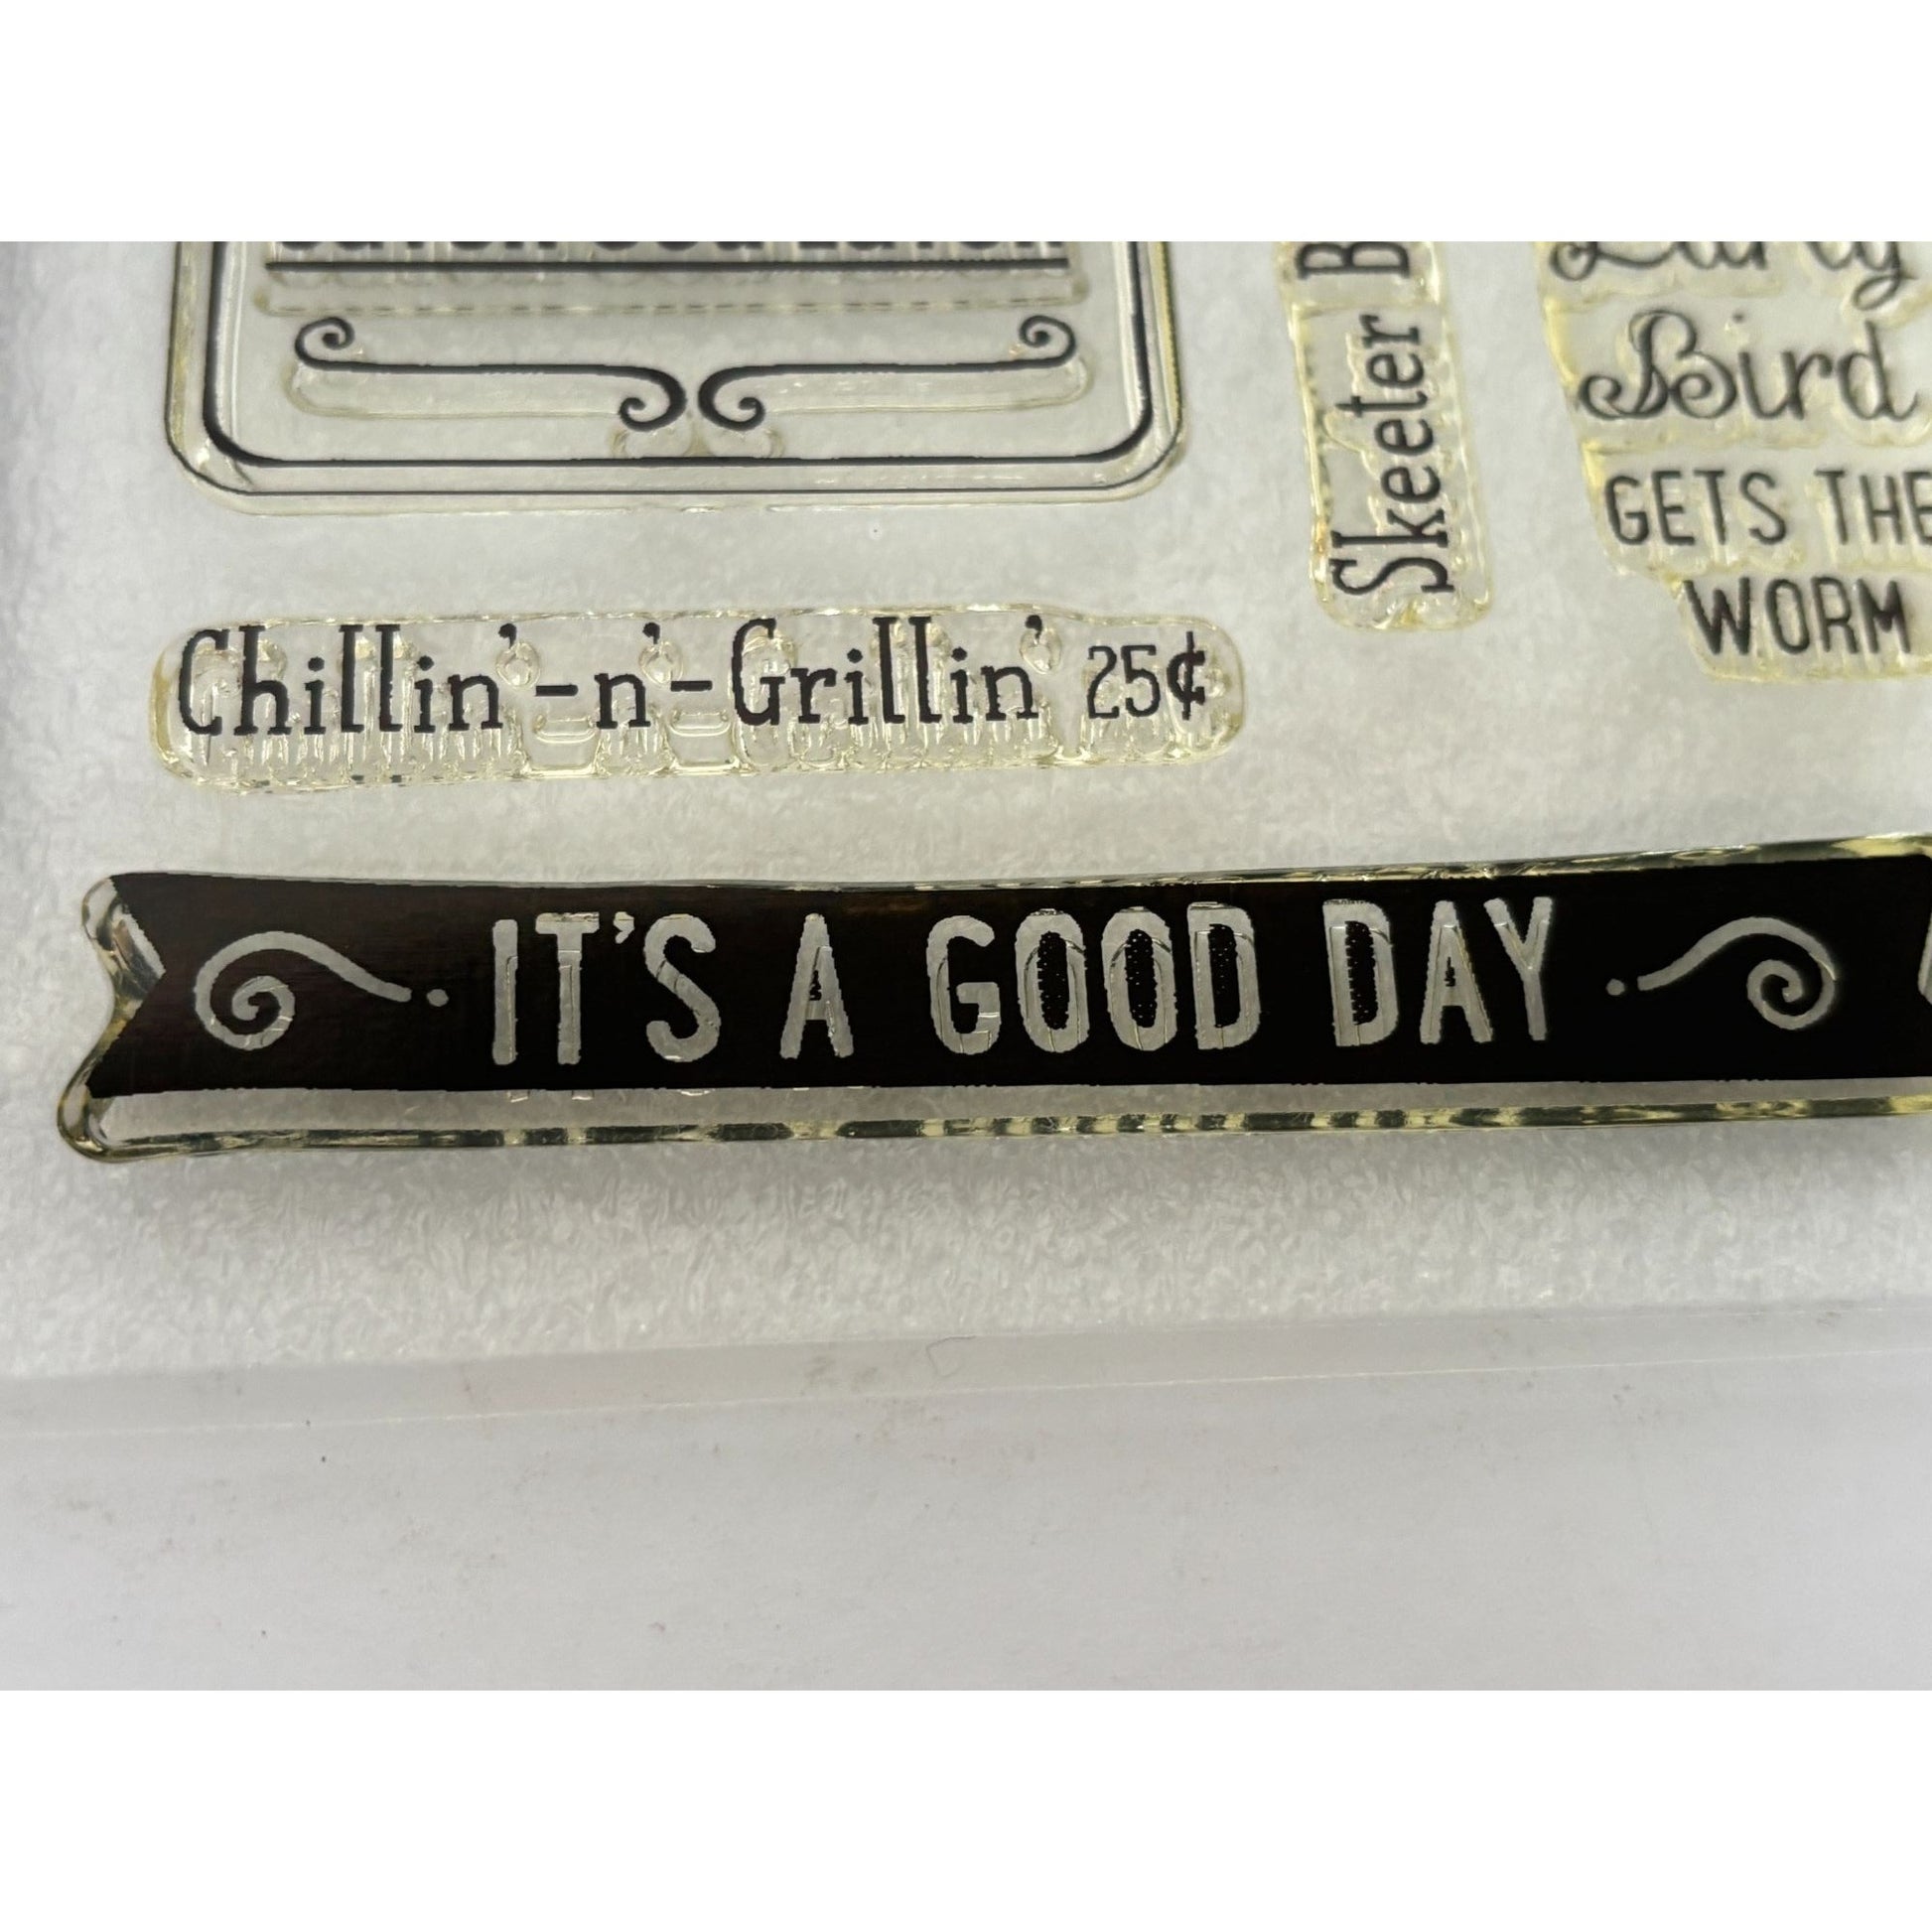 Skeeter B
Bird
GETS THE
WORM
Chillin'-n'-Grillin' 25¢
IT'S A GOOD DAY